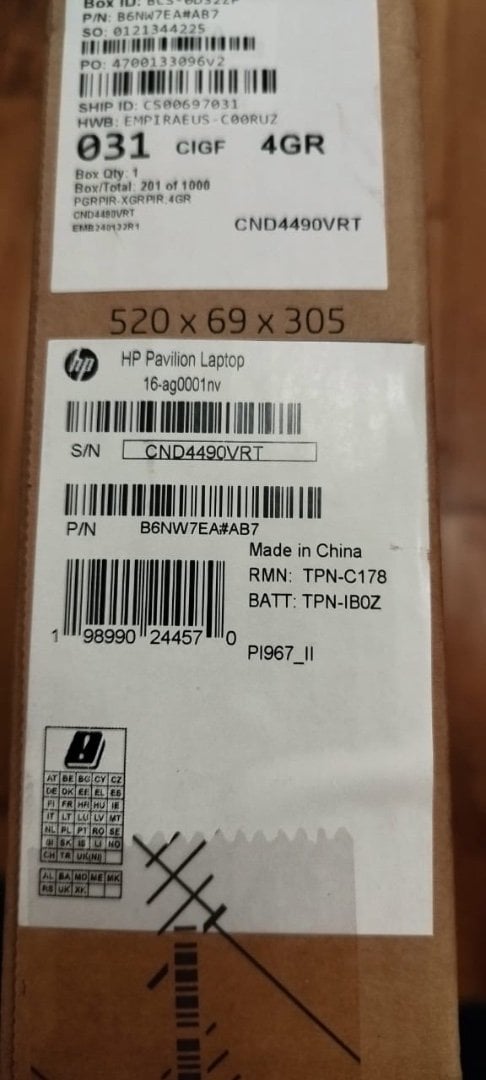 Box ID:
P/N: B6NW7EA#AB7
SO: 0121344225
PO: 4700133096v2
SHIP ID: CS00697031
HWB: EMPIRAEUS-C00RUZ
031 CIGF 4GR
Box Qty: 1
Box/Total: 201 of 1000
PGRPIR-XGRPIR.4GR
CND4490VRT
CND4490VRT
520 x 69 x 305
hp
HP Pavilion Laptop
16-ag0001nv
S/N CND4490VRT
P/N B6NW7EA#AB7
Made in China
RMN: TPN-C178
BATT: TPN-IB0Z
1 98990 24457 0
PI967_II
AT BE BG CY CZ
DE DK EE EL ES
FI FR HR HU IE
IT LT LU LV MT
NL PL PT RO SE
SI SK IS LI NO
CH TR UK(NI)
AL BA MD ME MK
RS UK XK